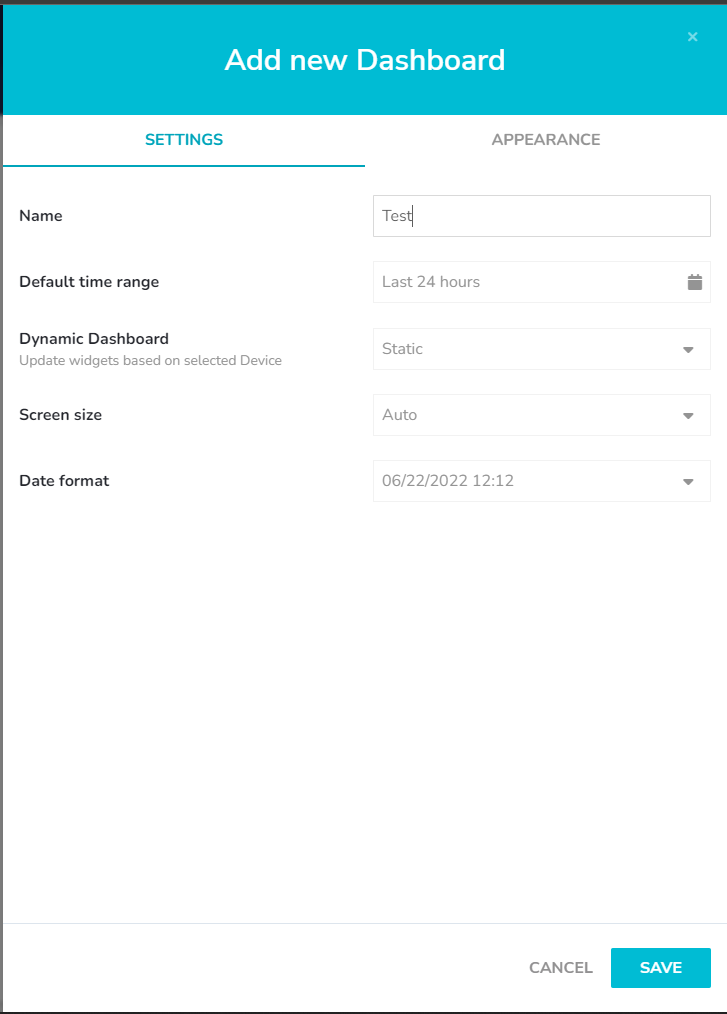 ×
Add new Dashboard
SETTINGS
APPEARANCE
Name
Test
Default time range
Last 24 hours
Dynamic Dashboard
Update widgets based on selected Device
Static
Screen size
Auto
Date format
06/22/2022 12:12
CANCEL
SAVE